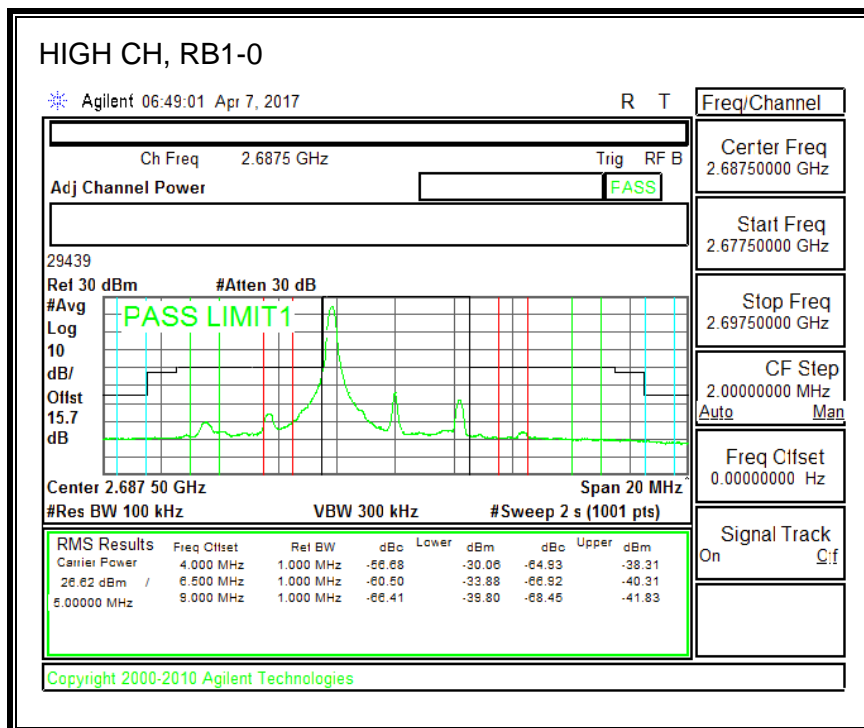 HIGH CH, RB1-0
Agilent 06:49:01 Apr 7, 2017 R T
Freq/Channel
Ch Freq 2.6875 GHz Trig RF B
Adj Channel Power PASS
Center Freq
2.68750000 GHz
Start Freq
2.67750000 GHz
Stop Freq
2.69750000 GHz
CF Step
2.00000000 MHz
Auto Man
Freq Offset
0.00000000 Hz
Signal Track
On Off
29439
Ref 30 dBm #Atten 30 dB
#Avg
Log
10
dB/
Offst
15.7
dB
PASS LIMIT1
Center 2.687 50 GHz Span 20 MHz
#Res BW 100 kHz VBW 300 kHz #Sweep 2 s (1001 pts)
RMS Results Freq Offset Ref BW dBc Lower dBm dBc Upper dBm
Carrier Power 4.000 MHz 1.000 MHz -56.68 -30.06 -64.93 -38.31
26.62 dBm / 6.500 MHz 1.000 MHz -60.50 -33.88 -66.92 -40.31
5.00000 MHz 9.000 MHz 1.000 MHz -66.41 -39.80 -68.45 -41.83
Copyright 2000-2010 Agilent Technologies